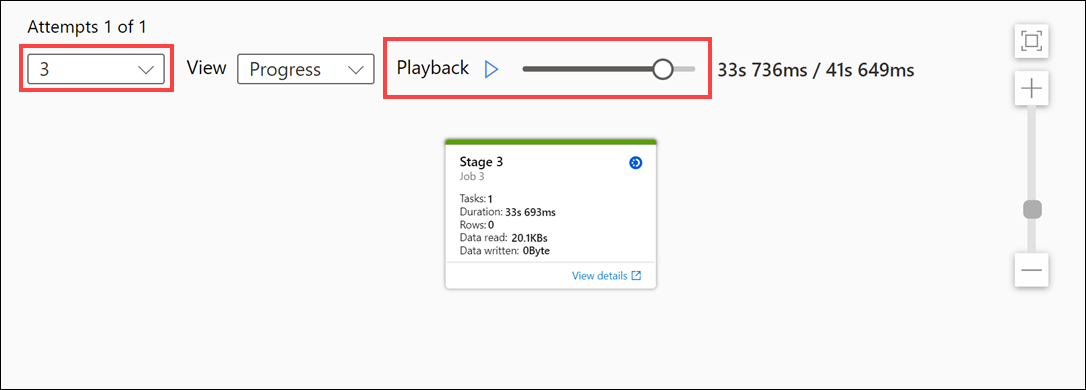 Attempts 1 of 1
3 View Progress Playback 33s 736ms / 41s 649ms
Stage 3
Job 3
Tasks: 1
Duration: 33s 693ms
Rows: 0
Data read: 20.1KBs
Data written: 0Byte
View details